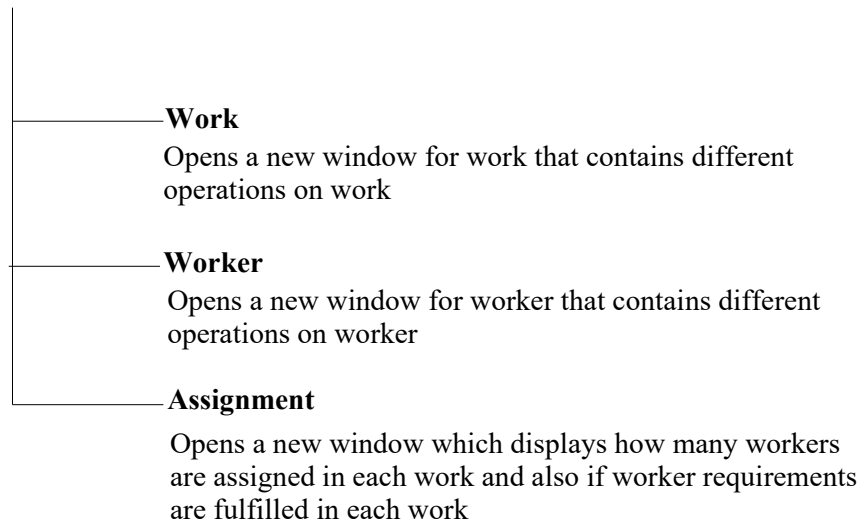 Work
Opens a new window for work that contains different
operations on work
Worker
Opens a new window for worker that contains different
operations on worker
Assignment
Opens a new window which displays how many workers
are assigned in each work and also if worker requirements
are fulfilled in each work